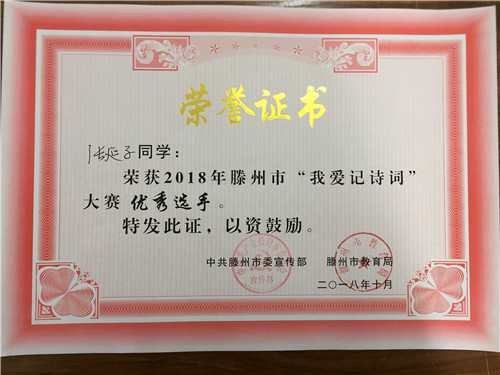 荣誉证书
张延子同学：
荣获2018年滕州市“我爱记诗词”
大赛 优秀选手。
特发此证，以资鼓励。
中共滕州市委宣传部 滕州市教育局
二〇一八年十月